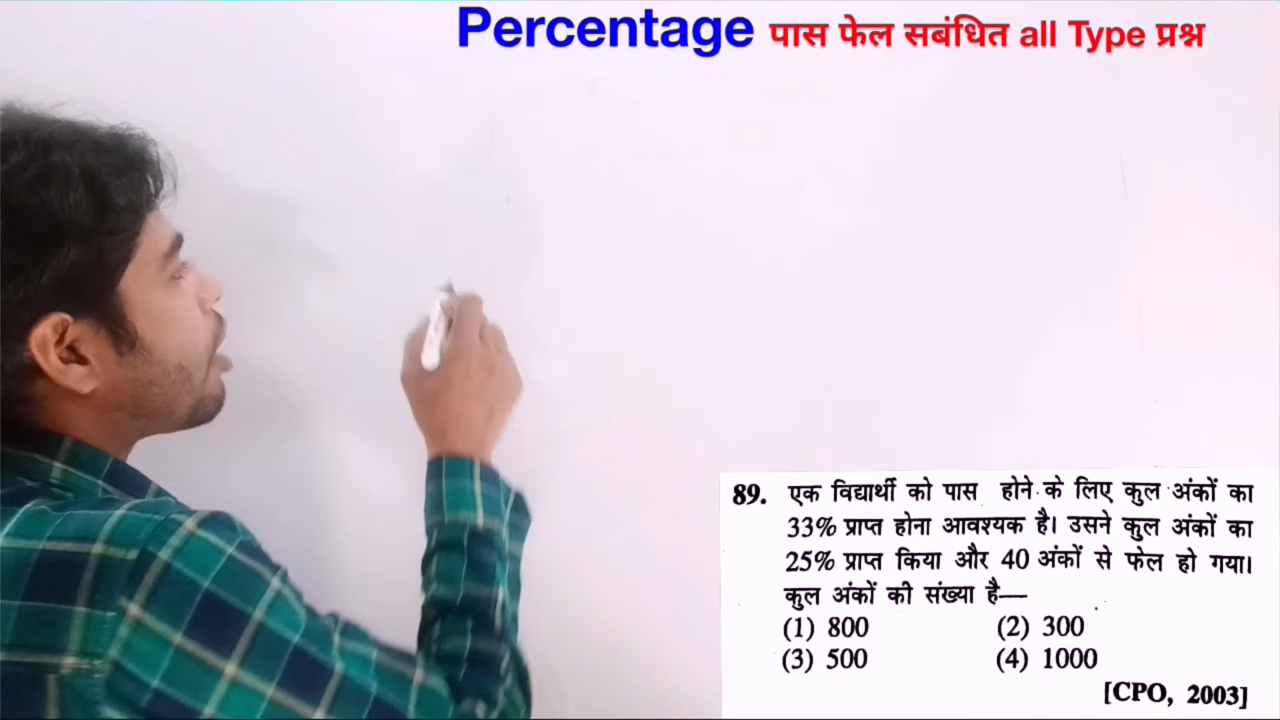 Percentage पास फेल सबंधित all Type प्रश्न
89. एक विद्यार्थी को पास होने के लिए कुल अंकों का
33% प्राप्त होना आवश्यक है। उसने कुल अंकों का
25% प्राप्त किया और 40 अंकों से फेल हो गया।
कुल अंकों की संख्या है—
(1) 800 (2) 300
(3) 500 (4) 1000
[CPO, 2003]